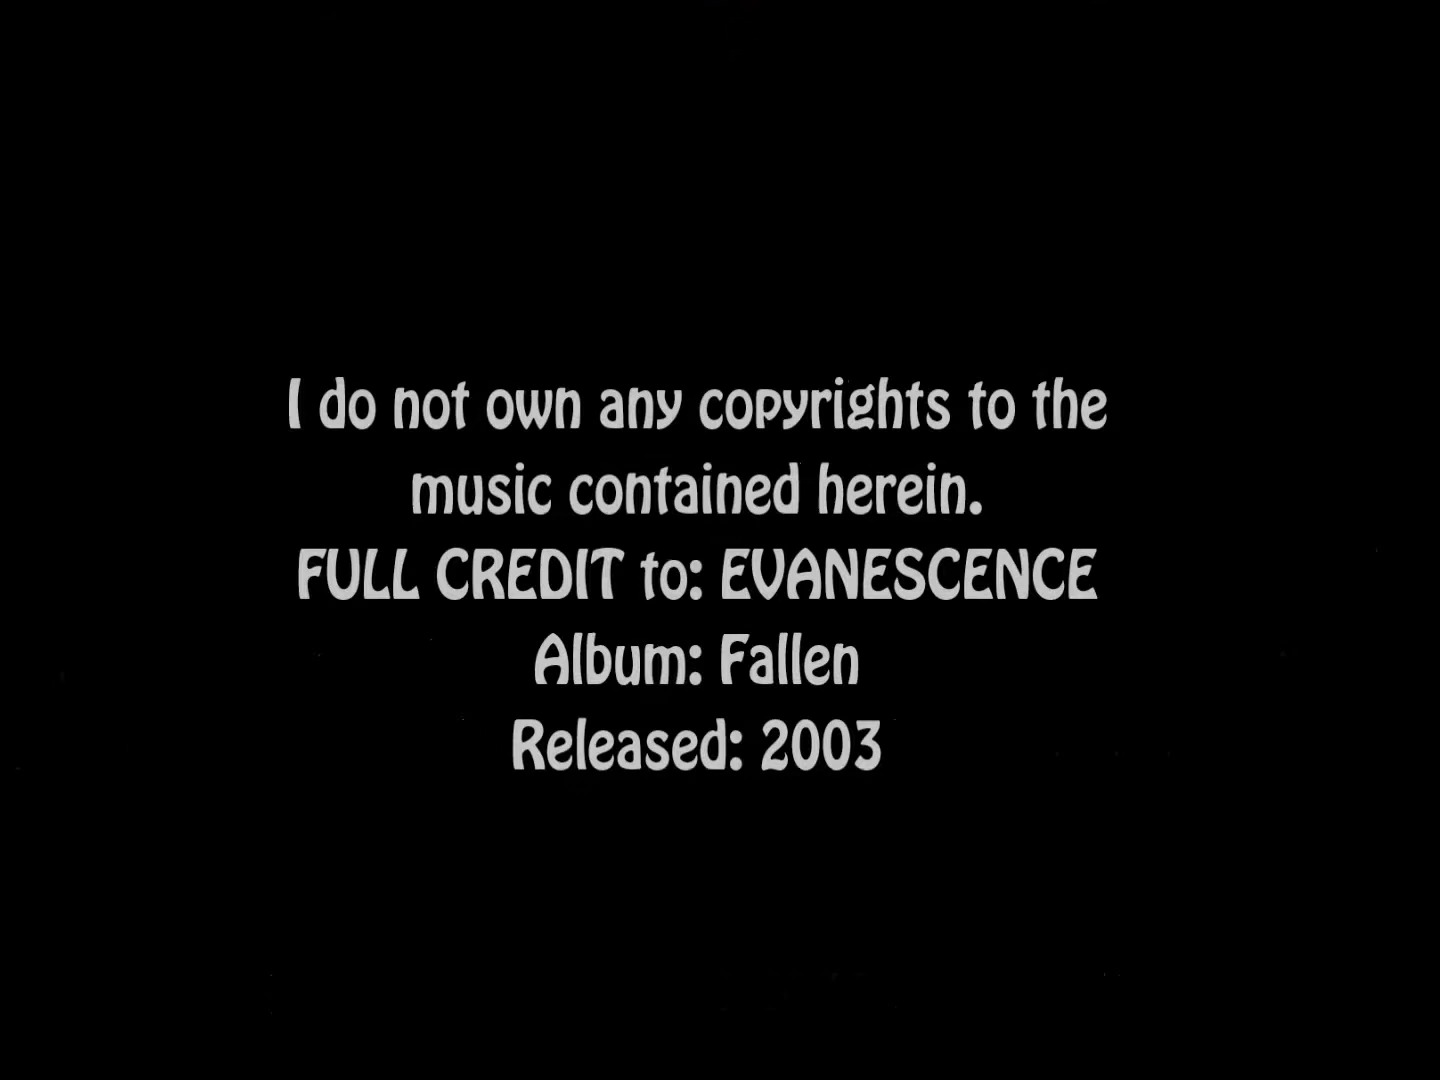 I do not own any copyrights to the
music contained herein.
FULL CREDIT to: EVANESCENCE
Album: Fallen
Released: 2003